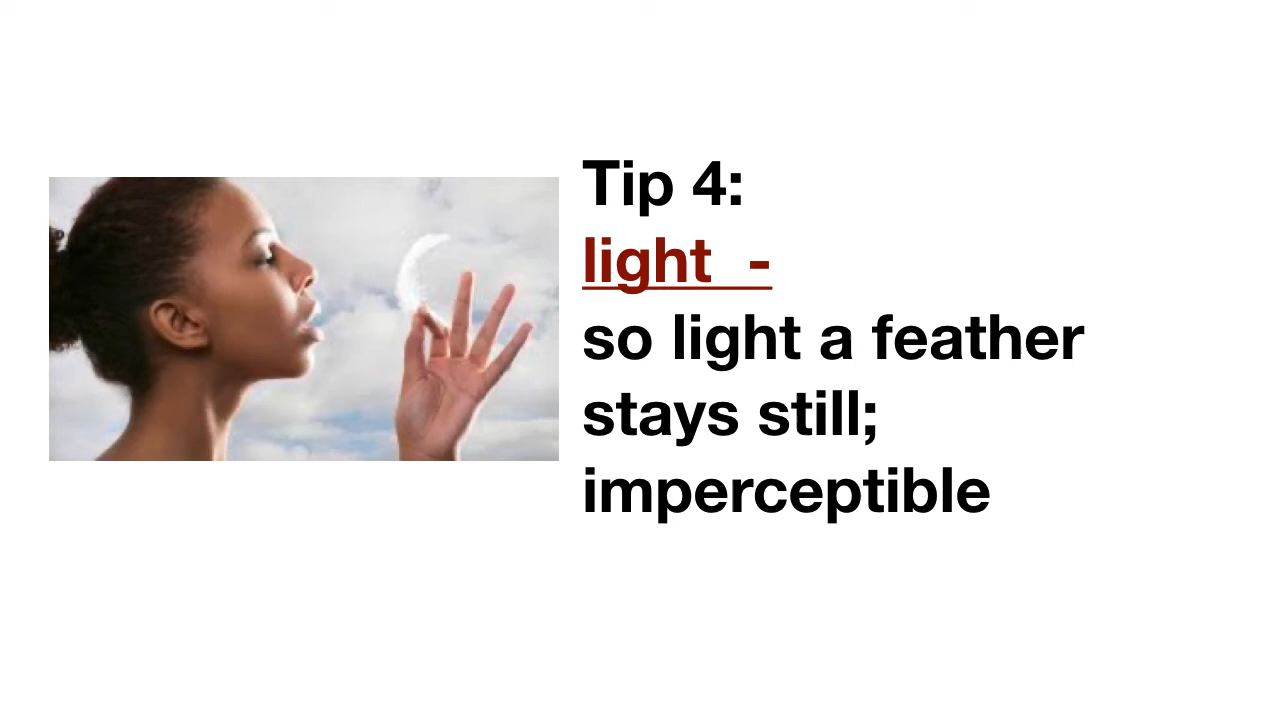 Tip 4:
light  -
so light a feather
stays still;
imperceptible